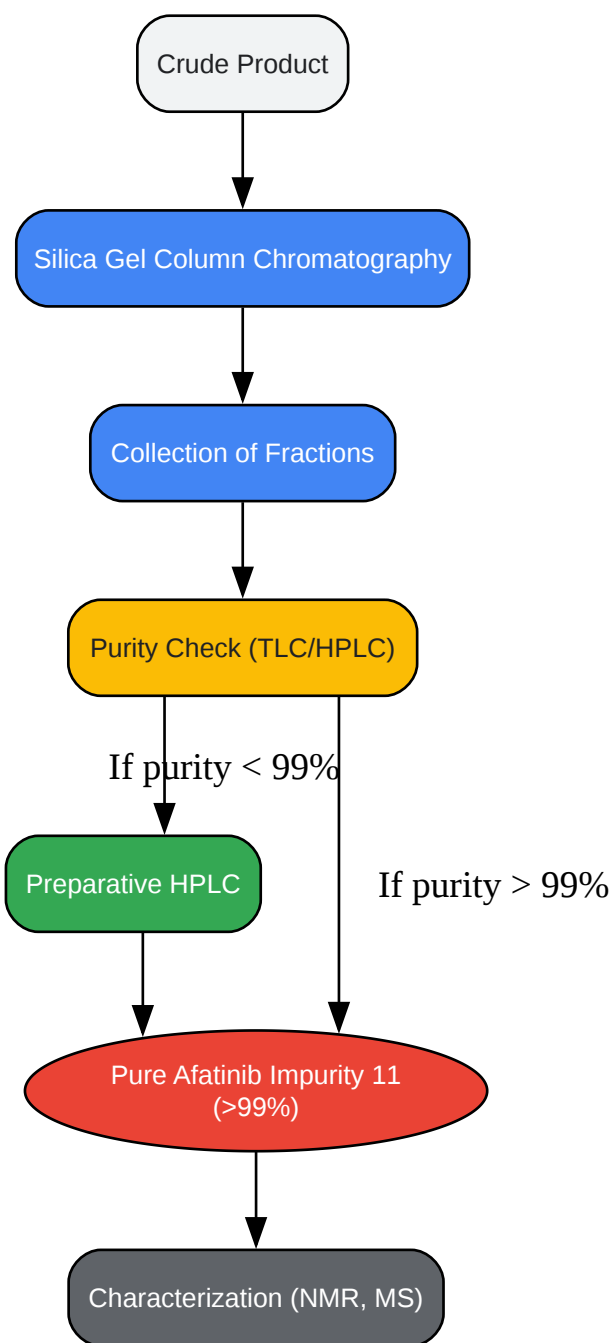 Crude Product
Silica Gel Column Chromatography
Collection of Fractions
Purity Check (TLC/HPLC)
If purity < 99%
Preparative HPLC
If purity > 99%
Pure Afatinib Impurity 11
(>99%)
Characterization (NMR, MS)